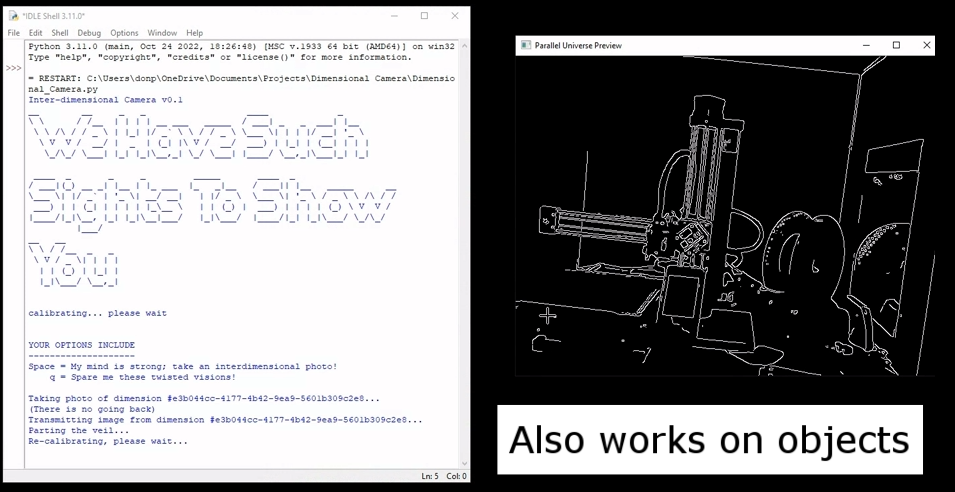 *IDLE Shell 3.11.0*
File Edit Shell Debug Options Window Help
Python 3.11.0 (main, Oct 24 2022, 18:26:48) [MSC v.1933 64 bit (AMD64)] on win32
Type "help", "copyright", "credits" or "license()" for more information.
>>>
= RESTART: C:\Users\donp\OneDrive\Documents\Projects\Dimensional Camera\Dimensio
nal_Camera.py
Inter-dimensional Camera v0.1
We Have Such
Sights To Show
You
calibrating... please wait
YOUR OPTIONS INCLUDE
--------------------
Space = My mind is strong; take an interdimensional photo!
q = Spare me these twisted visions!
Taking photo of dimension #e3b044cc-4177-4b42-9ea9-5601b309c2e8...
(There is no going back)
Transmitting image from dimension #e3b044cc-4177-4b42-9ea9-5601b309c2e8...
Parting the veil...
Re-calibrating, please wait...
Ln: 5 Col: 0
Parallel Universe Preview
Also works on objects